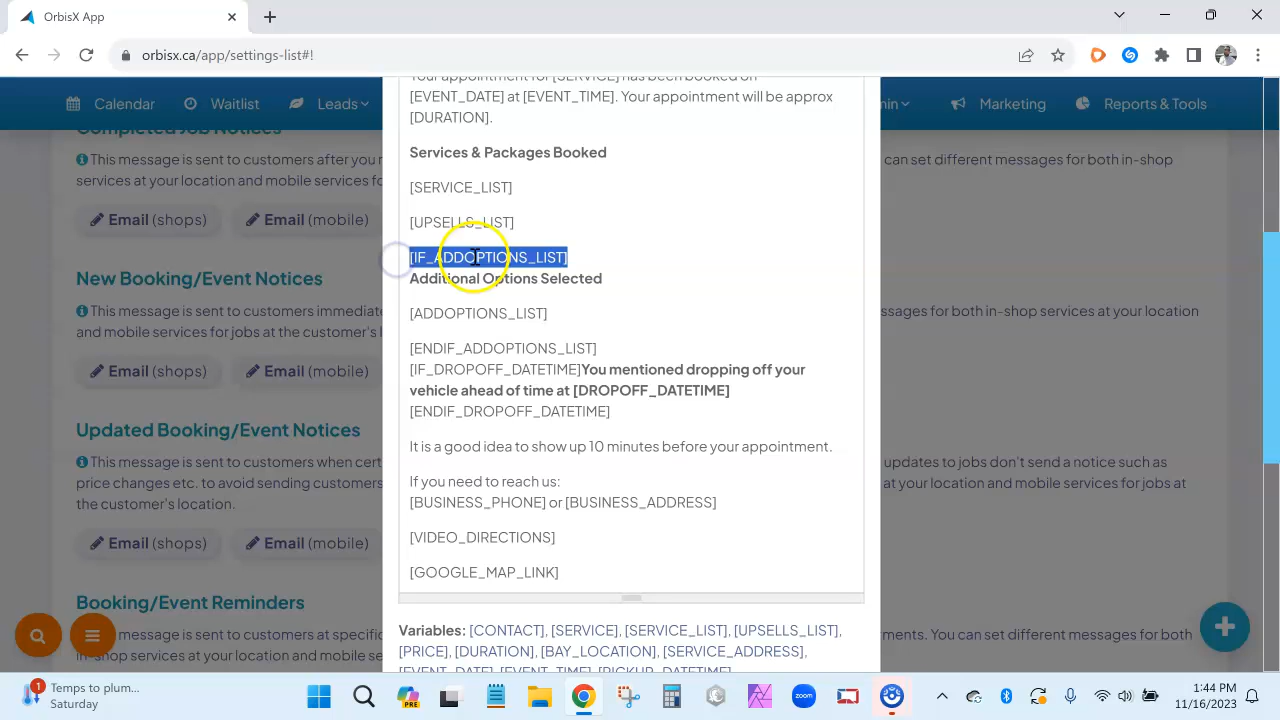 OrbisX App
orbisx.ca/app/settings-list#!
Calendar
Waitlist
Leads
min
Marketing
Reports & Tools
Your appointment for [SERVICE] has been booked on
[EVENT_DATE] at [EVENT_TIME]. Your appointment will be approx
[DURATION].
Services & Packages Booked
[SERVICE_LIST]
[UPSELLS_LIST]
[IF_ADDOPTIONS_LIST]
Additional Options Selected
[ADDOPTIONS_LIST]
[ENDIF_ADDOPTIONS_LIST]
[IF_DROPOFF_DATETIME]You mentioned dropping off your
vehicle ahead of time at [DROPOFF_DATETIME]
[ENDIF_DROPOFF_DATETIME]
It is a good idea to show up 10 minutes before your appointment.
If you need to reach us:
[BUSINESS_PHONE] or [BUSINESS_ADDRESS]
[VIDEO_DIRECTIONS]
[GOOGLE_MAP_LINK]
Variables: [CONTACT], [SERVICE], [SERVICE_LIST], [UPSELLS_LIST],
[PRICE], [DURATION], [BAY_LOCATION], [SERVICE_ADDRESS],
[EVENT_DATE], [EVENT_TIME], [PICKUP_DATETIME],
Completed Job Notices
This message is sent to customers after you
can set different messages for both in-shop
services at your location and mobile services fo
Email (shops)
Email (mobile)
New Booking/Event Notices
This message is sent to customers immediat
ssages for both in-shop services at your location
and mobile services for jobs at the customer's l
Email (shops)
Email (mobile)
Updated Booking/Event Notices
This message is sent to customers when cert
updates to jobs don't send a notice such as
price changes etc. to avoid sending customers
at your location and mobile services for jobs at
the customer's location.
Email (shops)
Email (mobile)
Booking/Event Reminders
This message is sent to customers at specifi
ments. You can set different messages for both
in-shop services at your location and mobile se
Temps to plum...
Saturday
1
PRE
zoom
1:44 PM
11/16/2023